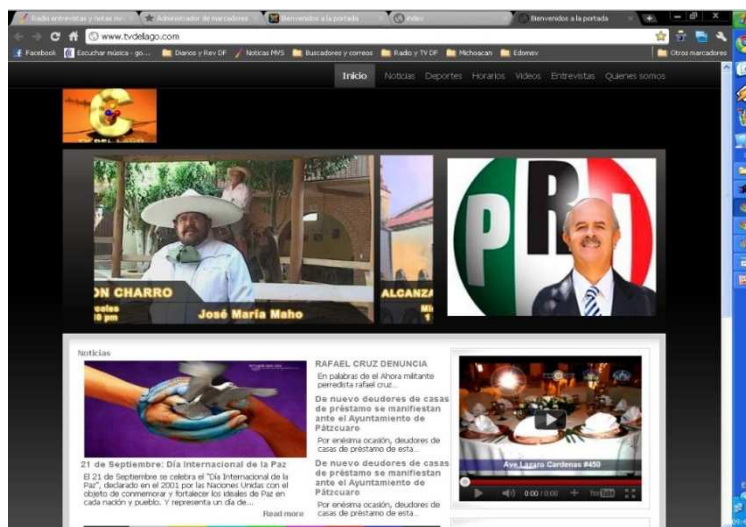 Radio entrevistas y notas
Administrador de marcadores
Bienvenidos a la portada
index
Bienvenidos a la portada
www.tvdellago.com
Facebook
Escuchar música - go...
Diarios y Rev DF
Noticas MVS
Buscadores y correos
Radio y TV DF
Michoacan
Edomex
Otros marcadores
Inicio
Noticias
Deportes
Horarios
Videos
Entrevistas
Quienes somos
TV DEL LAGO
PRI
ON CHARRO
José María Maho
ALCANZA
Noticias
RAFAEL CRUZ DENUNCIA
En palabras de el Ahora militante
perredista rafael cruz...
De nuevo deudores de casas
de préstamo se manifiestan
ante el Ayuntamiento de
Pátzcuaro
Por enésima ocasión, deudores de
casas de préstamo de esta...
21 de Septiembre: Día Internacional de la Paz
El 21 de Septiembre se celebra el "Día Internacional de la
Paz", declarado en el 2001 por las Naciones Unidas con el
objeto de conmemorar y fortalecer los ideales de Paz en
cada nación y pueblo. Y representa un día de...
Read more
De nuevo deudores de casas
de préstamo se manifiestan
ante el Ayuntamiento de
Pátzcuaro
Por enésima ocasión, deudores de
casas de préstamo de esta...
Ave Lazaro Cardenas #450
0:00 / 0:00